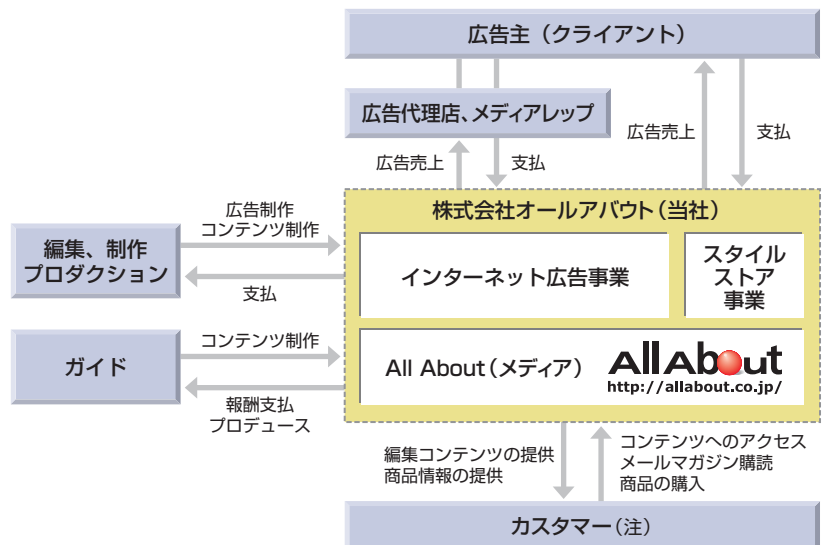 広告主（クライアント）
広告代理店、メディアレップ
広告売上
支払
広告売上
支払
株式会社オールアバウト（当社）
広告制作
コンテンツ制作
編集、制作
プロダクション
支払
インターネット広告事業
スタイル
ストア
事業
コンテンツ制作
ガイド
報酬支払
プロデュース
All About（メディア）
All About
http://allabout.co.jp/
編集コンテンツの提供
商品情報の提供
コンテンツへのアクセス
メールマガジン購読
商品の購入
カスタマー（注）